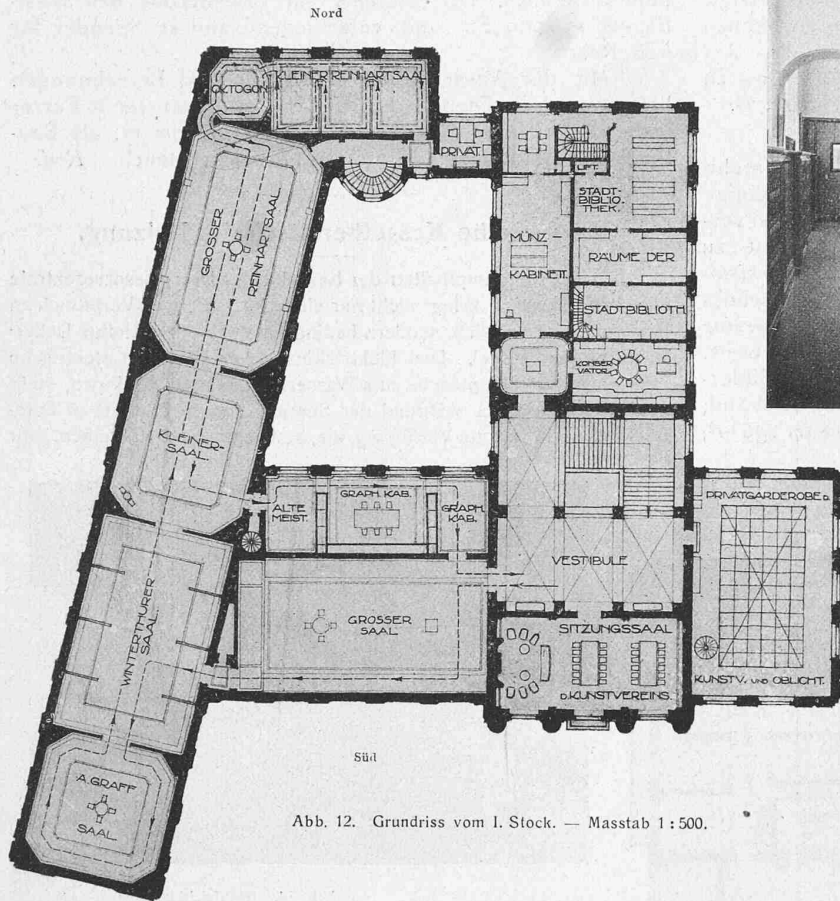 Nord
OKTOGON
KLEINER REINHARTSAAL
PRIVAT.
LIFT.
STADT-
BIBLIO-
THEK.
GROSSER
REINHARTSAAL
MÜNZ-
KABINETT.
RÄUME DER
STADTBIBLIOTH.
KONSER
VATOR.
KLEINER-
SAAL
ALTE
MEIST.
GRAPH. KAB.
GRAPH.
KAB.
PRIVATGARDEROBE D.
VESTIBULE
WINTERTHURER
SAAL.
GROSSER
SAAL
SITZUNGSSAAL
D. KUNSTVEREINS.
KUNSTV. UND OBLICHT.
A. GRAFF
SAAL
Süd
Abb. 12. Grundriss vom I. Stock. — Masstab 1 : 500.